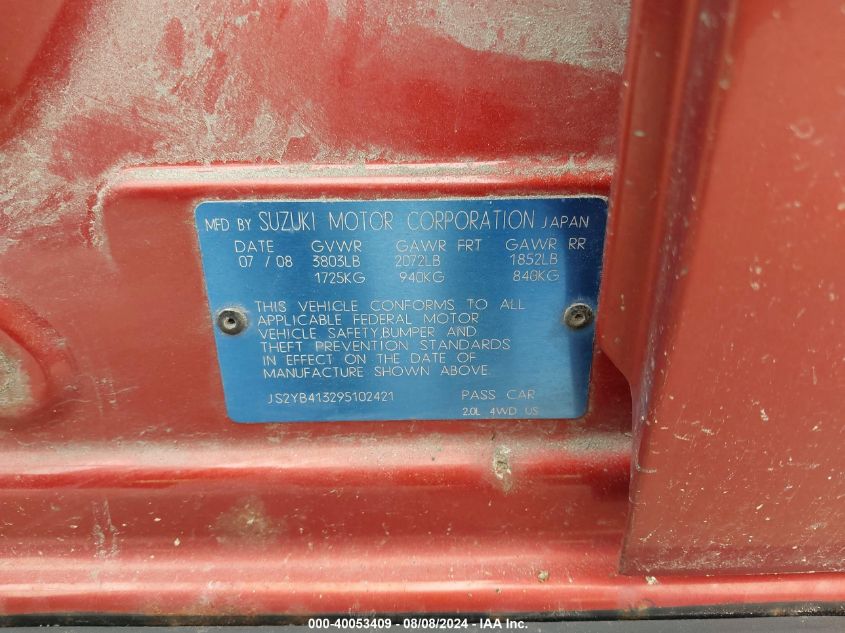 MFD BY SUZUKI MOTOR CORPORATION JAPAN
DATE GVWR GAWR FRT GAWR RR
07 / 08 3803LB 2072LB 1852LB
1725KG 940KG 840KG
THIS VEHICLE CONFORMS TO ALL
APPLICABLE FEDERAL MOTOR
VEHICLE SAFETY,BUMPER AND
THEFT PREVENTION STANDARDS
IN EFFECT ON THE DATE OF
MANUFACTURE SHOWN ABOVE.
JS2YB413295102421 PASS CAR
2.0L 4WD US
000-40053409 - 08/08/2024 - IAA Inc.